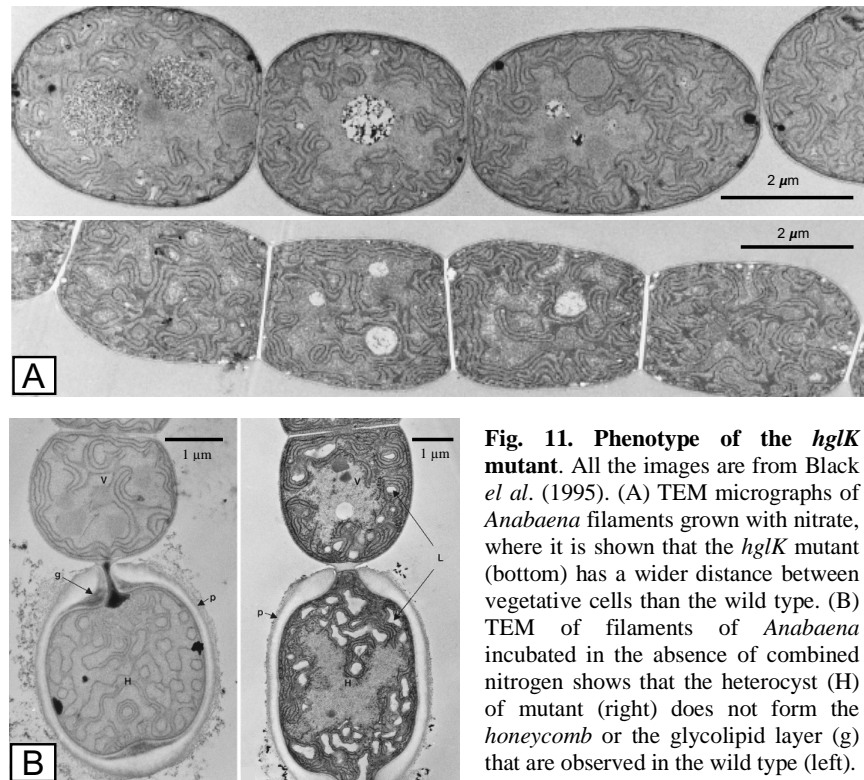 2 μm
2 μm
A
1 μm
V
g
p
H
B
1 μm
V
L
p
H
Fig. 11. Phenotype of the hglK
mutant. All the images are from Black
el al. (1995). (A) TEM micrographs of
Anabaena filaments grown with nitrate,
where it is shown that the hglK mutant
(bottom) has a wider distance between
vegetative cells than the wild type. (B)
TEM of filaments of Anabaena
incubated in the absence of combined
nitrogen shows that the heterocyst (H)
of mutant (right) does not form the
honeycomb or the glycolipid layer (g)
that are observed in the wild type (left).